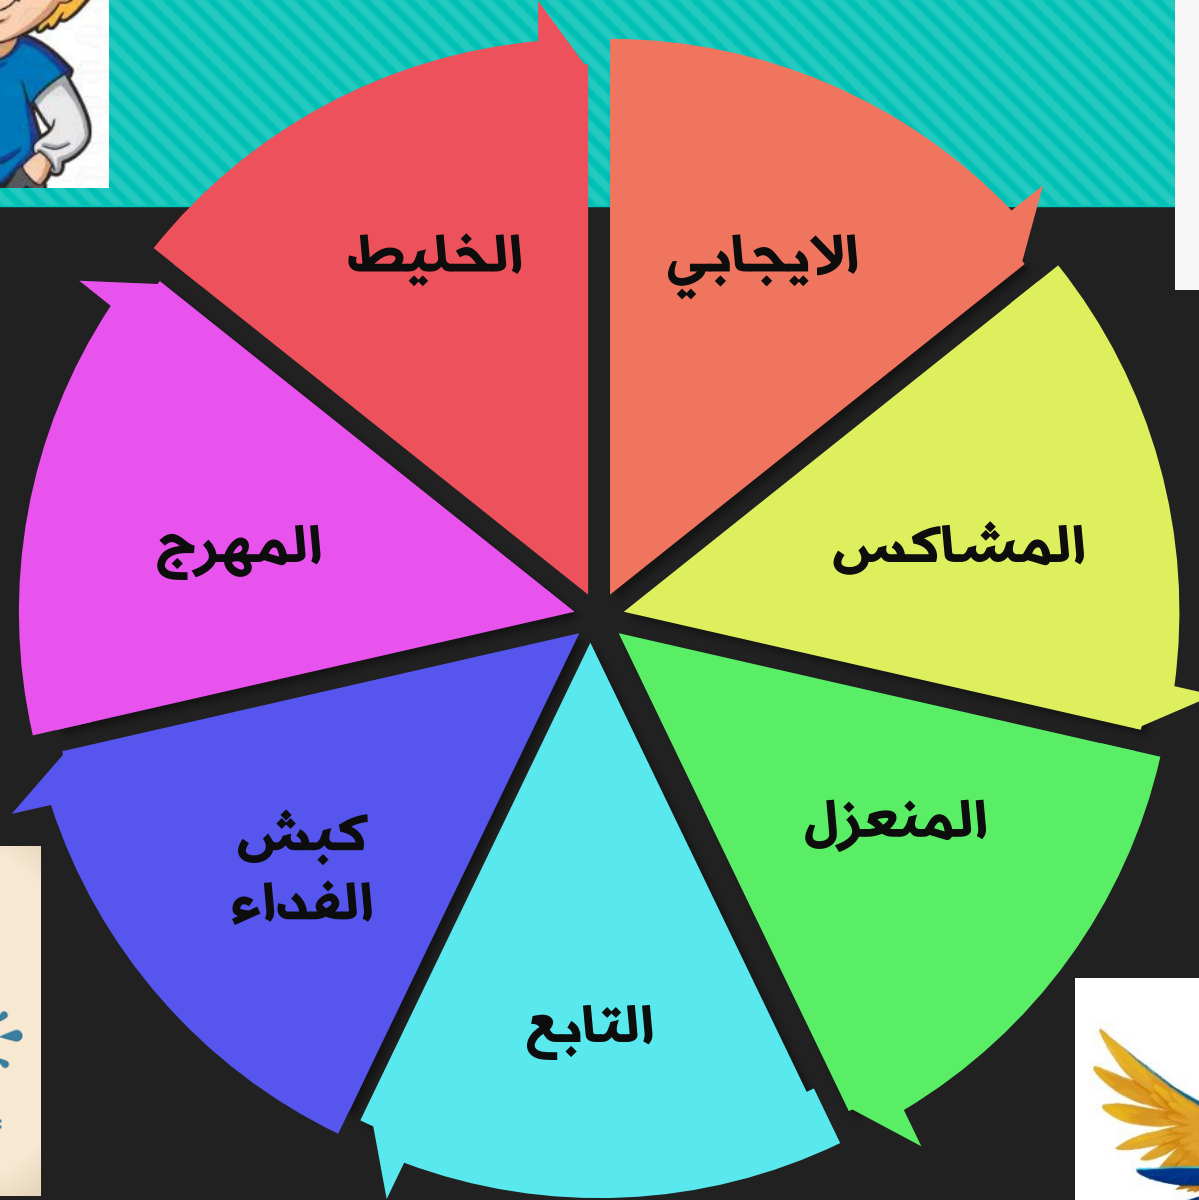 الخليط
الايجابي
المشاكس
المهرج
المنعزل
كبش
الفداء
التابع